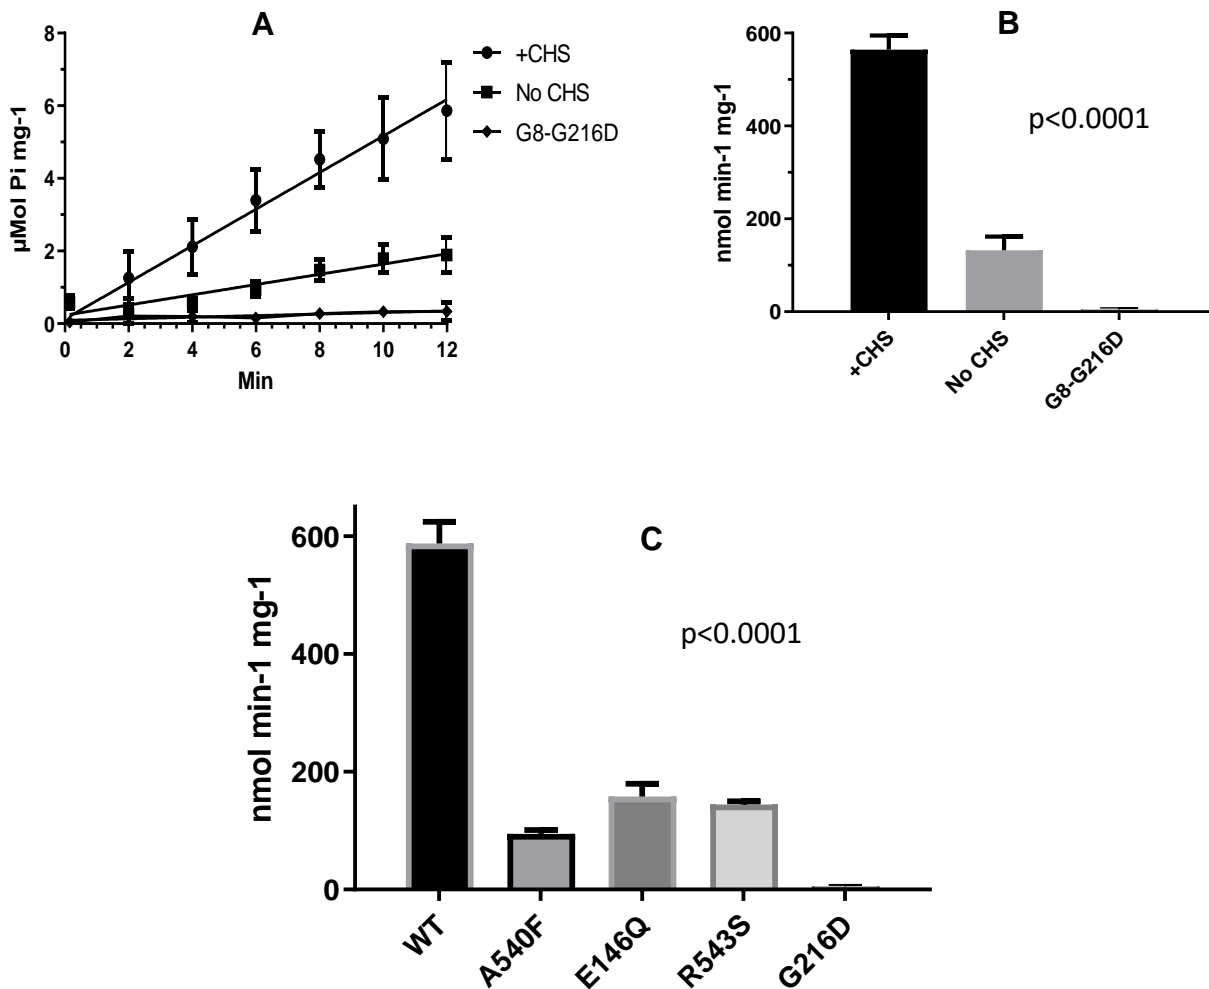 A
8
6
4
2
0
µMol Pi mg-1
0 2 4 6 8 10 12
Min
+CHS
No CHS
G8-G216D
B
600
400
200
0
nmol min-1 mg-1
p<0.0001
+CHS
No CHS
G8-G216D
C
600
400
200
0
nmol min-1 mg-1
p<0.0001
WT
A540F
E146Q
R543S
G216D